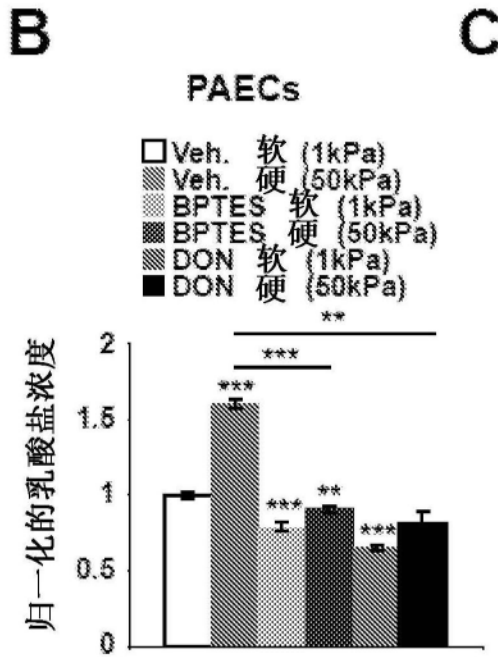 B C
PAECs
Veh. 软 (1kPa)
Veh. 硬 (50kPa)
BPTES 软 (1kPa)
BPTES 硬 (50kPa)
DON 软 (1kPa)
DON 硬 (50kPa)
归一化的乳酸盐浓度
2
1.5
1
0.5
0
**
***
***
***
**
***